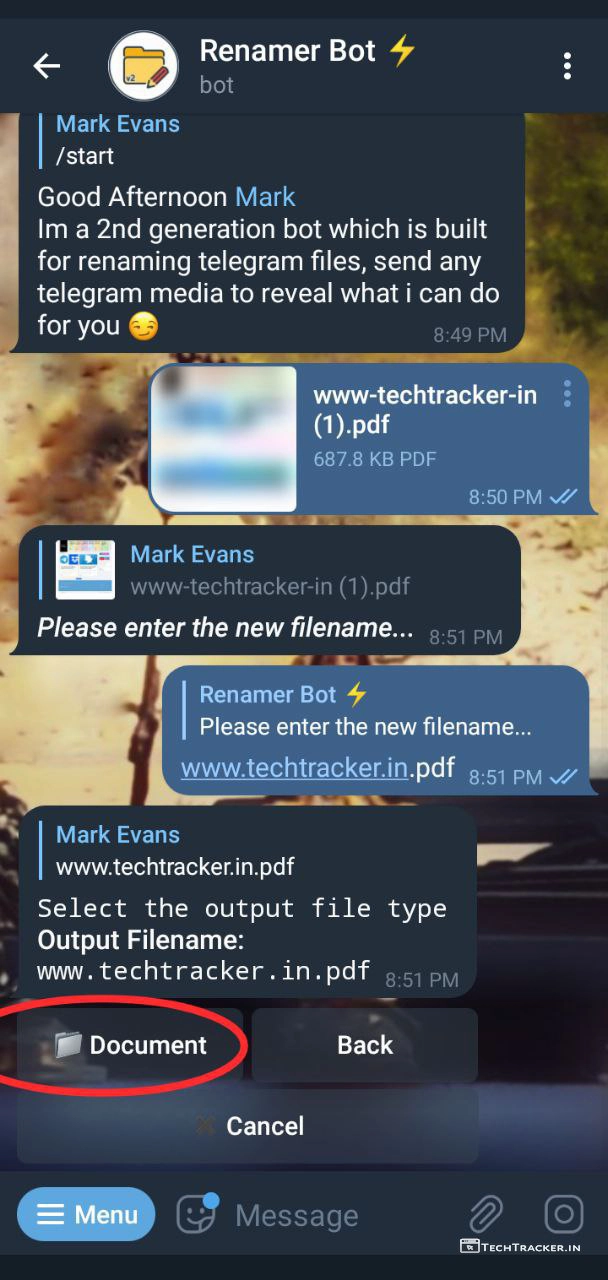 Renamer Bot ⚡
bot
Mark Evans
/start
Good Afternoon Mark
Im a 2nd generation bot which is built
for renaming telegram files, send any
telegram media to reveal what i can do
for you 😏
8:49 PM
www-techtracker-in
(1).pdf
687.8 KB PDF
8:50 PM
Mark Evans
www-techtracker-in (1).pdf
Please enter the new filename...
8:51 PM
Renamer Bot ⚡
Please enter the new filename...
www.techtracker.in.pdf
8:51 PM
Mark Evans
www.techtracker.in.pdf
Select the output file type
Output Filename:
www.techtracker.in.pdf
8:51 PM
📁 Document
Back
✖ Cancel
Menu
Message
TECHTRACKER.IN